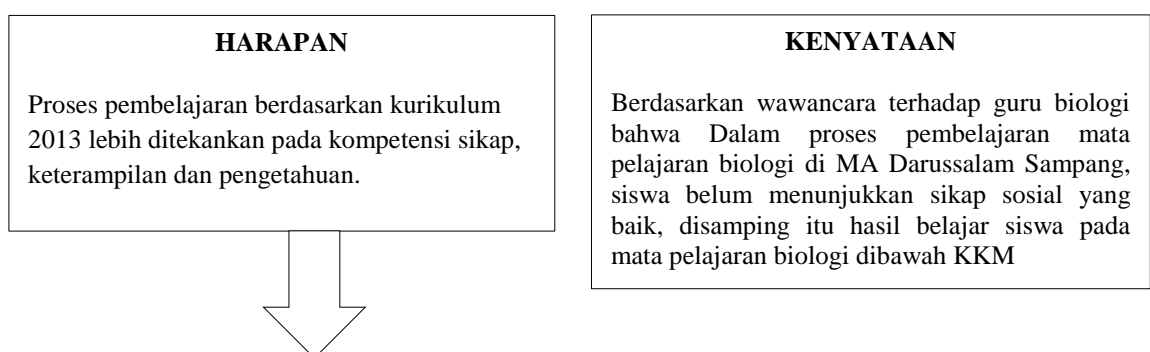 HARAPAN
Proses pembelajaran berdasarkan kurikulum
2013 lebih ditekankan pada kompetensi sikap,
keterampilan dan pengetahuan.
KENYATAAN
Berdasarkan wawancara terhadap guru biologi
bahwa Dalam proses pembelajaran mata
pelajaran biologi di MA Darussalam Sampang,
siswa belum menunjukkan sikap sosial yang
baik, disamping itu hasil belajar siswa pada
mata pelajaran biologi dibawah KKM